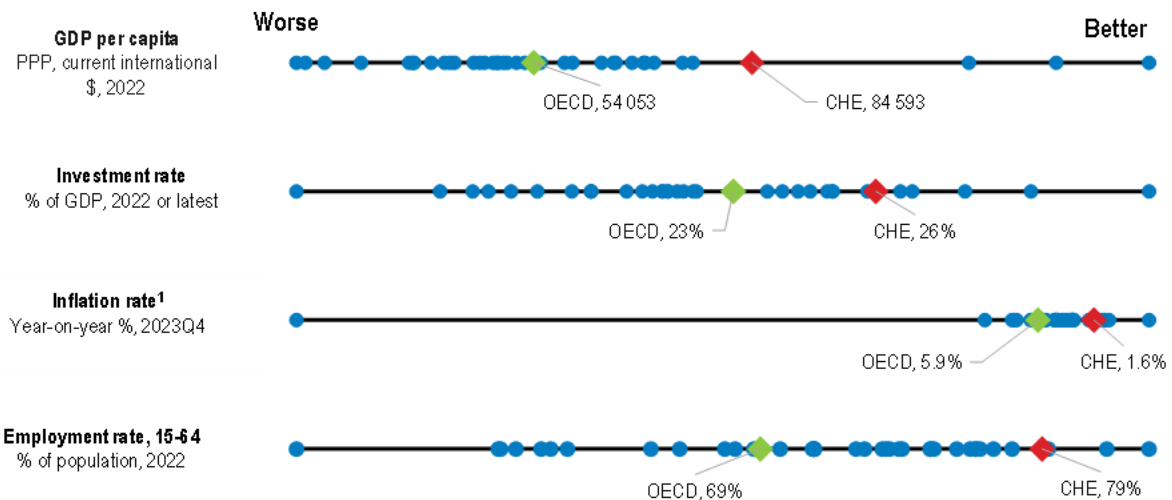 Worse
Better
GDP per capita
PPP, current international
$, 2022
OECD, 54 053
CHE, 84 593
Investment rate
% of GDP, 2022 or latest
OECD, 23%
CHE, 26%
Inflation rate¹
Year-on-year %, 2023Q4
OECD, 5.9%
CHE, 1.6%
Employment rate, 15-64
% of population, 2022
OECD, 69%
CHE, 79%